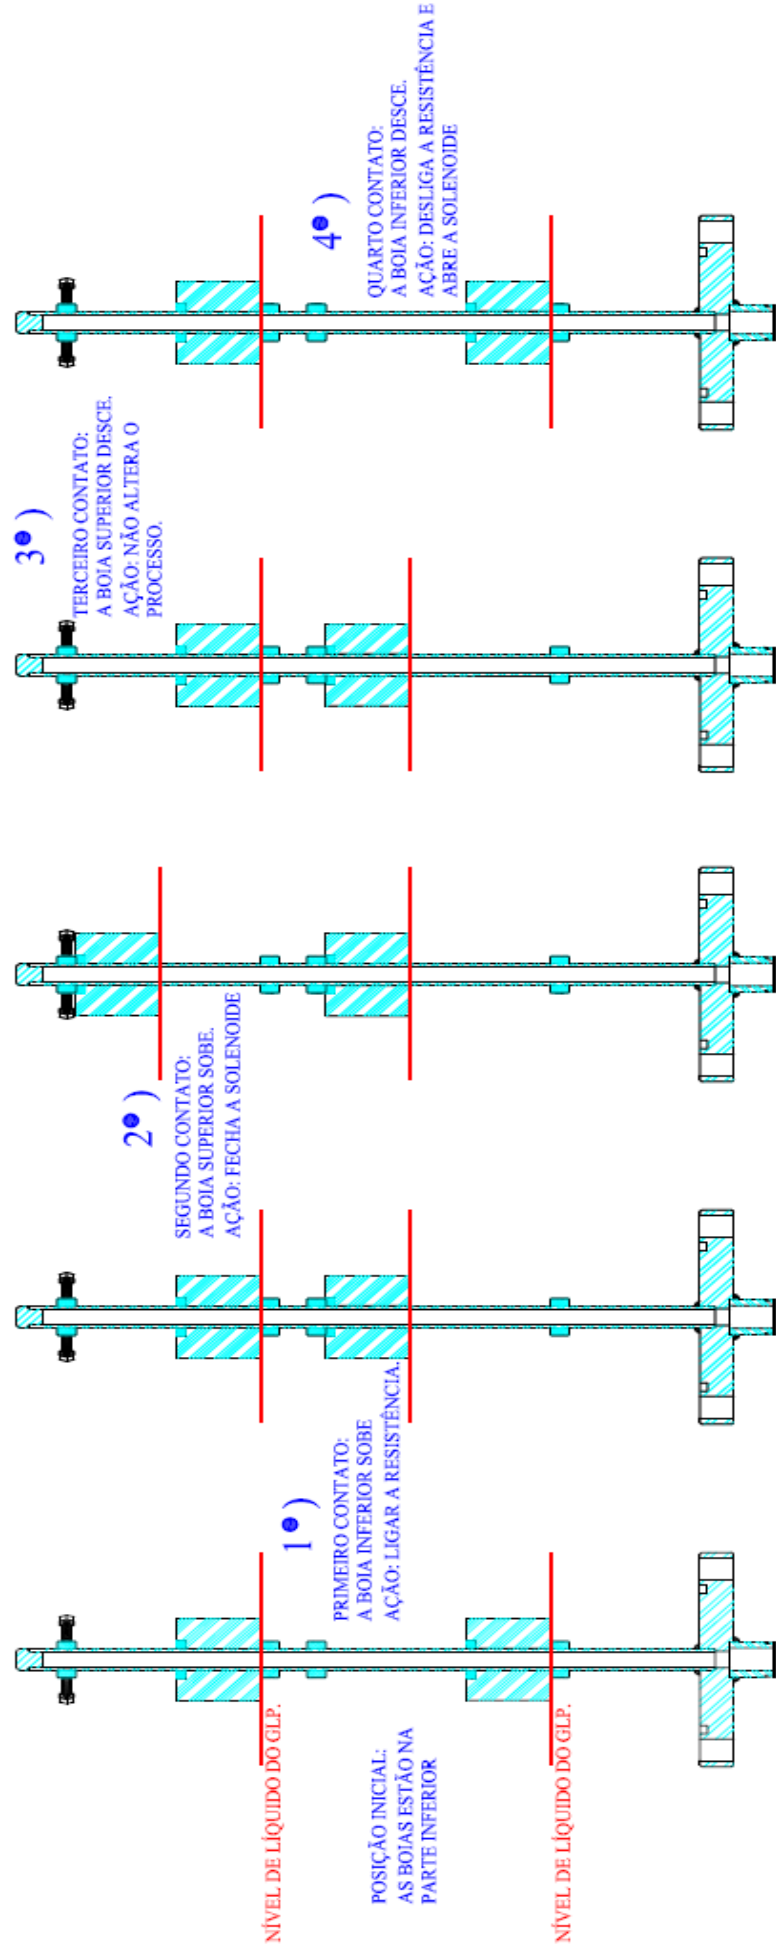 NÍVEL DE LÍQUIDO DO GLP.
NÍVEL DE LÍQUIDO DO GLP.
POSIÇÃO INICIAL:
AS BOIAS ESTÃO NA
PARTE INFERIOR
1º )
PRIMEIRO CONTATO:
A BOIA INFERIOR SOBE
AÇÃO: LIGAR A RESISTÊNCIA.
2º )
SEGUNDO CONTATO:
A BOIA SUPERIOR SOBE.
AÇÃO: FECHA A SOLENOIDE
3º )
TERCEIRO CONTATO:
A BOIA SUPERIOR DESCE.
AÇÃO: NÃO ALTERA O
PROCESSO.
4º )
QUARTO CONTATO:
A BOIA INFERIOR DESCE.
AÇÃO: DESLIGA A RESISTÊNCIA E
ABRE A SOLENOIDE